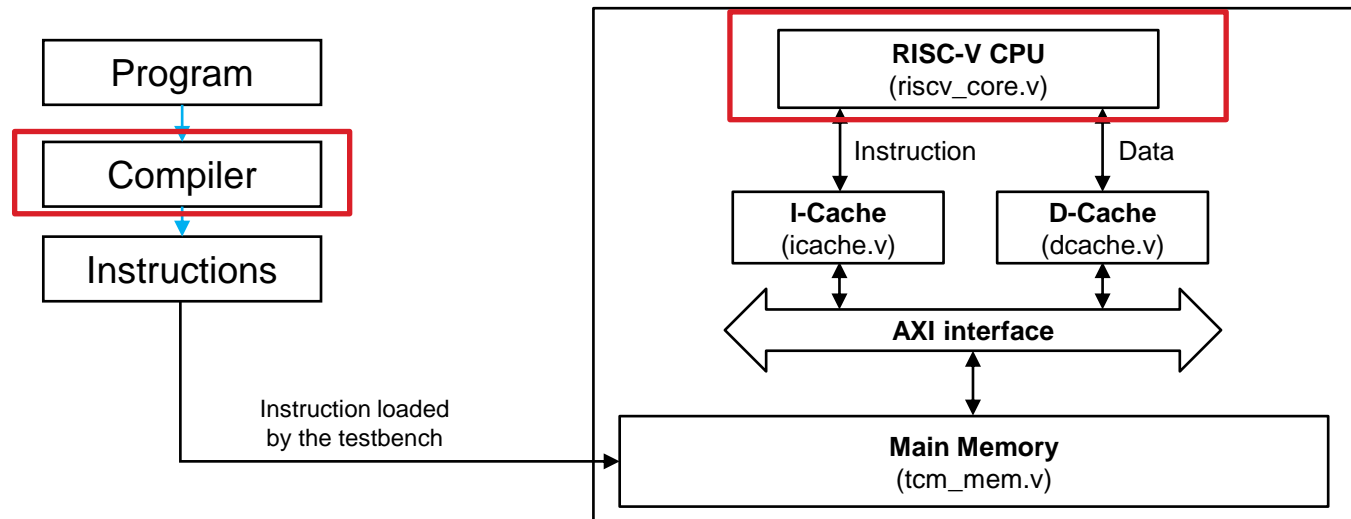 Program
Compiler
Instructions
Instruction loaded
by the testbench
RISC-V CPU
(riscv_core.v)
Instruction
Data
I-Cache
(icache.v)
D-Cache
(dcache.v)
AXI interface
Main Memory
(tcm_mem.v)